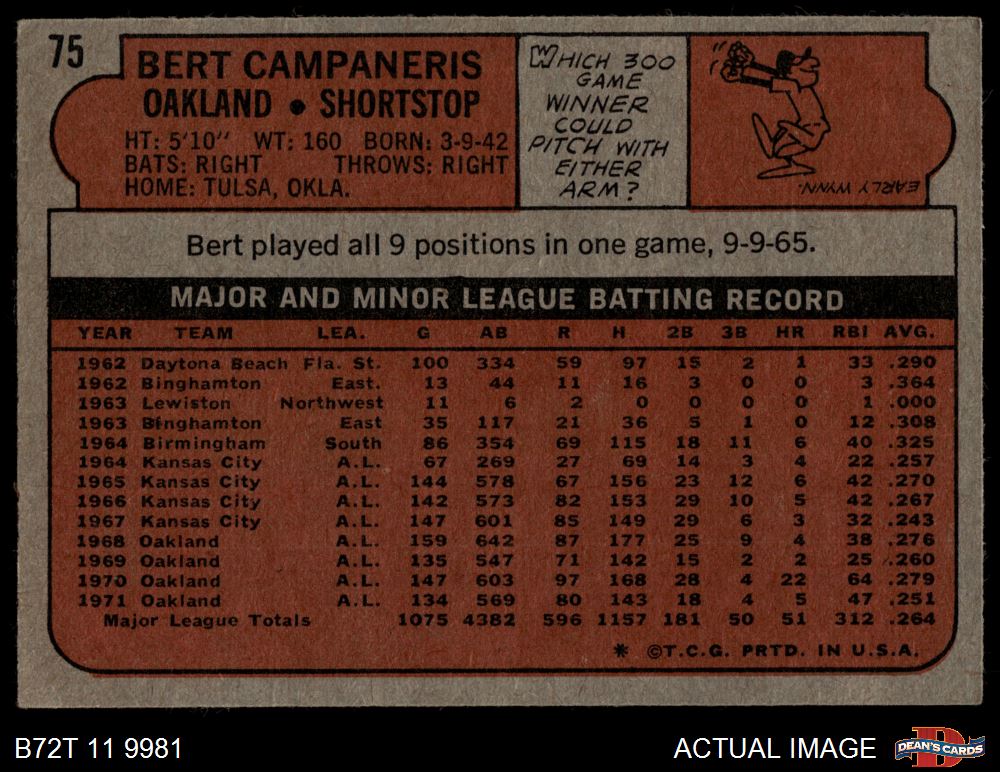 75
BERT CAMPANERIS
OAKLAND • SHORTSTOP
HT: 5'10" WT: 160 BORN: 3-9-42
BATS: RIGHT THROWS: RIGHT
HOME: TULSA, OKLA.
WHICH 300
GAME
WINNER
COULD
PITCH WITH
EITHER
ARM?
EARLY WYNN.
Bert played all 9 positions in one game, 9-9-65.
MAJOR AND MINOR LEAGUE BATTING RECORD
YEAR TEAM LEA. G AB R H 2B 3B HR RBI AVG.
1962 Daytona Beach Fla. St. 100 334 59 97 15 2 1 33 .290
1962 Binghamton East. 13 44 11 16 3 0 0 3 .364
1963 Lewiston Northwest 11 6 2 0 0 0 0 1 .000
1963 Binghamton East 35 117 21 36 5 1 0 12 .308
1964 Birmingham South 86 354 69 115 18 11 6 40 .325
1964 Kansas City A.L. 67 269 27 69 14 3 4 22 .257
1965 Kansas City A.L. 144 578 67 156 23 12 6 42 .270
1966 Kansas City A.L. 142 573 82 153 29 10 5 42 .267
1967 Kansas City A.L. 147 601 85 149 29 6 3 32 .243
1968 Oakland A.L. 159 642 87 177 25 9 4 38 .276
1969 Oakland A.L. 135 547 71 142 15 2 2 25 .260
1970 Oakland A.L. 147 603 97 168 28 4 22 64 .279
1971 Oakland A.L. 134 569 80 143 18 4 5 47 .251
Major League Totals 1075 4382 596 1157 181 50 51 312 .264
* ©T.C.G. PRTD. IN U.S.A.
B72T 11 9981
ACTUAL IMAGE
D
DEAN'S CARDS